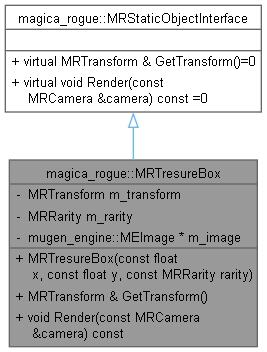 magica_rogue::MRStaticObjectInterface
+ virtual MRTransform & GetTransform()=0
+ virtual void Render(const
MRCamera &camera) const =0
magica_rogue::MRTresureBox
- MRTransform m_transform
- MRRarity m_rarity
- mugen_engine::MEImage * m_image
+ MRTresureBox(const float
x, const float y, const MRRarity rarity)
+ MRTransform & GetTransform()
+ void Render(const MRCamera
&camera) const